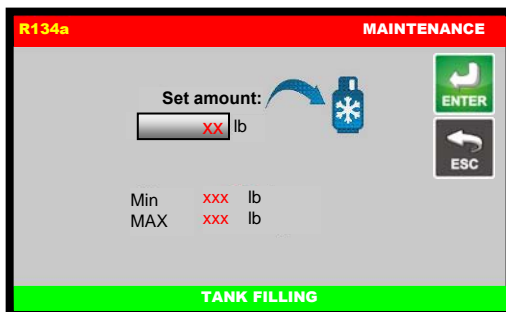 R134a MAINTENANCE
Set amount:
xx lb
ENTER
ESC
Min xxx lb
MAX xxx lb
TANK FILLING